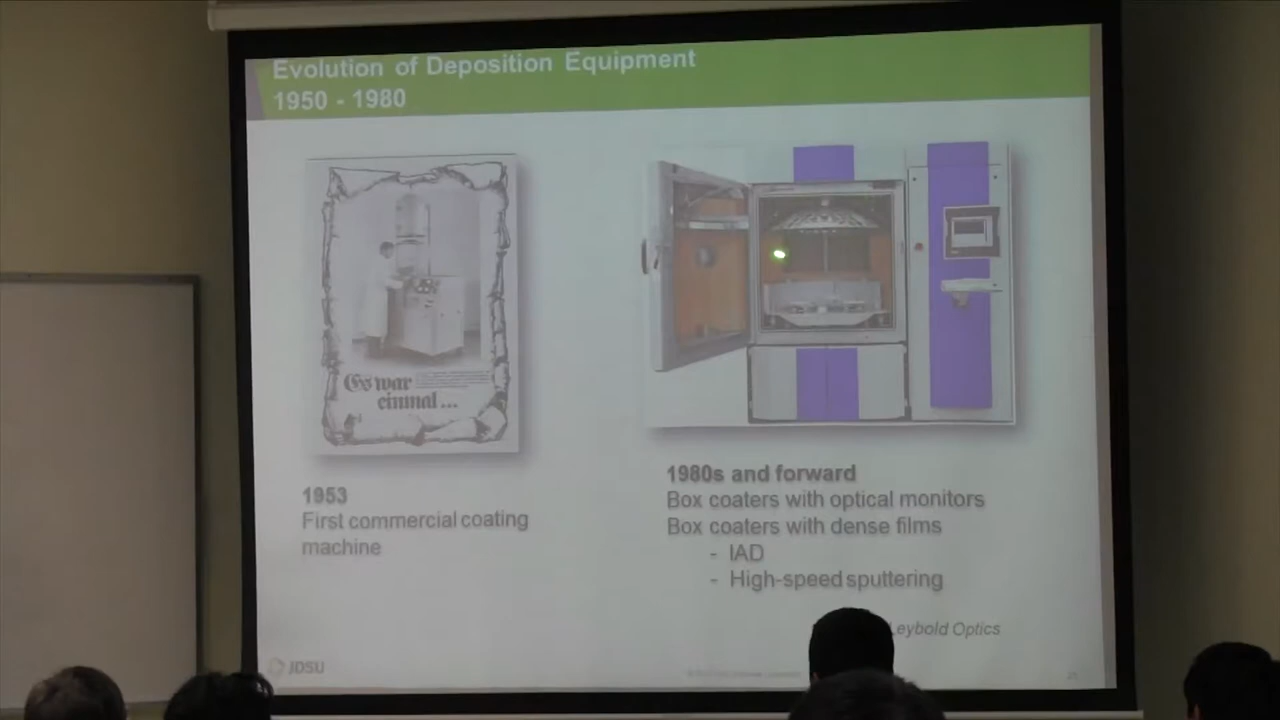 Evolution of Deposition Equipment
1950 - 1980
Es war
einmal...
1953
First commercial coating
machine
1980s and forward
Box coaters with optical monitors
Box coaters with dense films
- IAD
- High-speed sputtering
Leybold Optics
JDSU